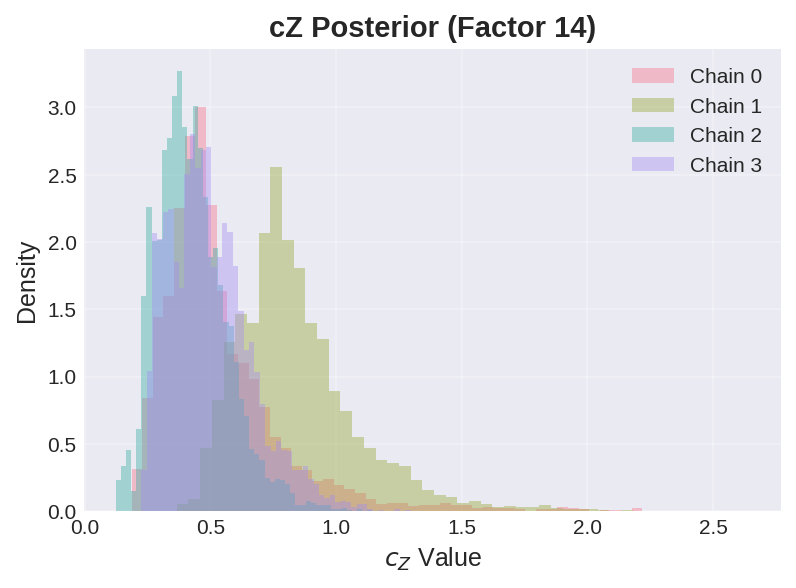 cZ Posterior (Factor 14)
Chain 0
Chain 1
Chain 2
Chain 3
Density
3.0
2.5
2.0
1.5
1.0
0.5
0.0
0.0 0.5 1.0 1.5 2.0 2.5
c_Z Value